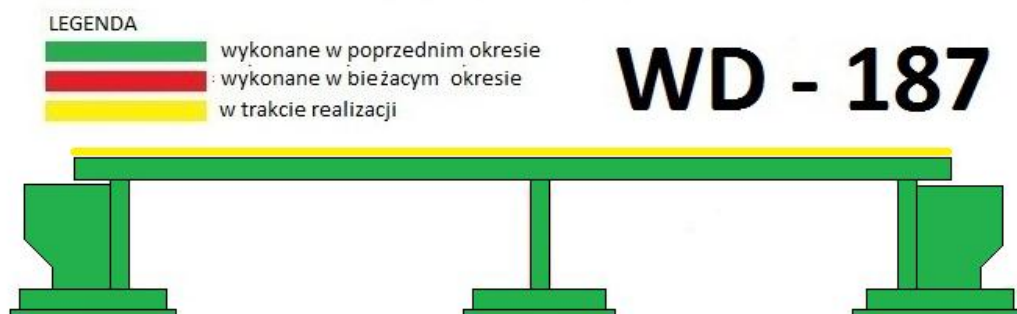 LEGENDA
wykonane w poprzednim okresie
wykonane w bieżacym okresie
w trakcie realizacji
WD - 187